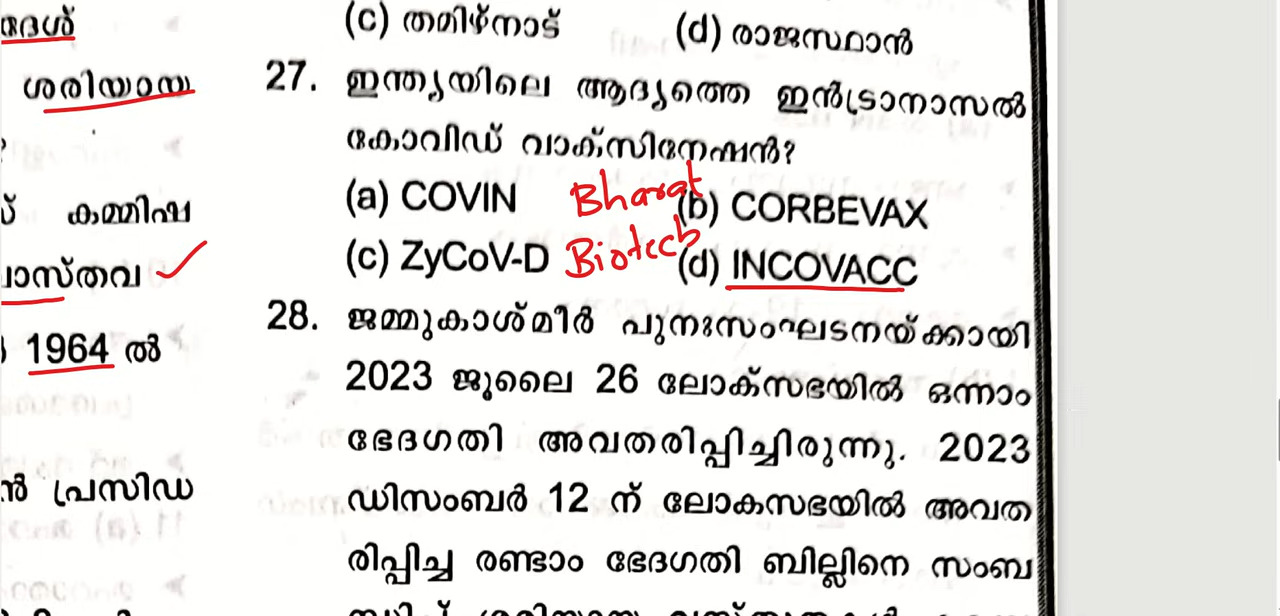 ദേശ്
ശരിയായ
?
കമ്മിഷ
വാസ്തവ
1964 ൽ
ൻ പ്രസിഡ
(c) തമിഴ്നാട് (d) രാജസ്ഥാൻ
27. ഇന്ത്യയിലെ ആദ്യത്തെ ഇൻട്രാനാസൽ
കോവിഡ് വാക്സിനേഷൻ?
(a) COVIN Bharat (b) CORBEVAX
(c) ZyCoV-D Biotech (d) INCOVACC
28. ജമ്മുകാശ്മീർ പുനഃസംഘടനയ്ക്കായി
2023 ജൂലൈ 26 ലോക്സഭയിൽ ഒന്നാം
ഭേദഗതി അവതരിപ്പിച്ചിരുന്നു. 2023
ഡിസംബർ 12 ന് ലോകസഭയിൽ അവത
രിപ്പിച്ച രണ്ടാം ഭേദഗതി ബില്ലിനെ സംബ